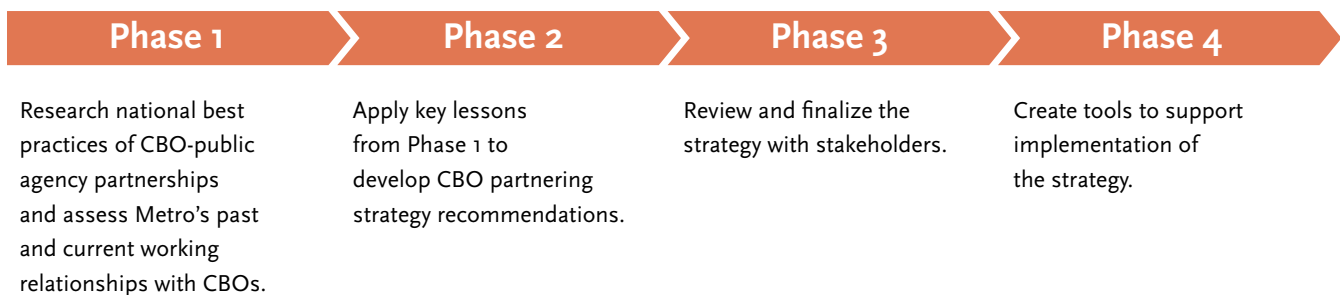 Phase 1
Research national best
practices of CBO-public
agency partnerships
and assess Metro’s past
and current working
relationships with CBOs.
Phase 2
Apply key lessons
from Phase 1 to
develop CBO partnering
strategy recommendations.
Phase 3
Review and finalize the
strategy with stakeholders.
Phase 4
Create tools to support
implementation of
the strategy.